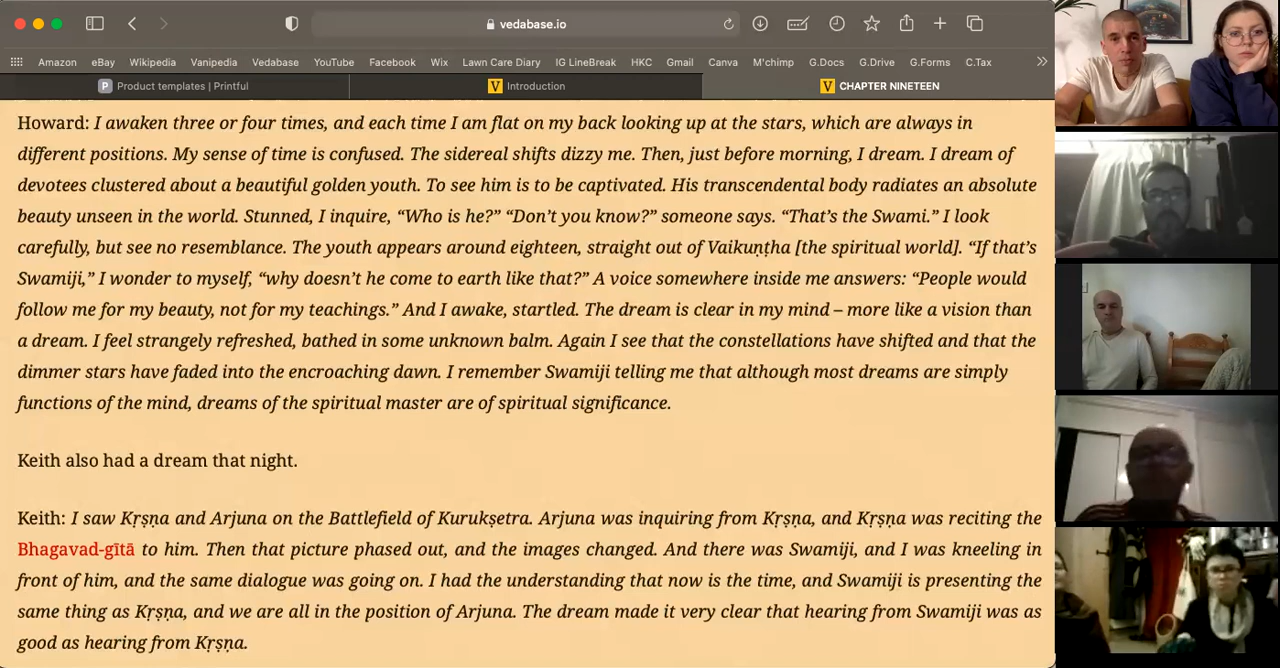 vedabase.io
Amazon eBay Wikipedia Vanipedia Vedabase YouTube Facebook Wix Lawn Care Diary IG LineBreak HKC Gmail Canva M'chimp G.Docs G.Drive G.Forms C.Tax
P Product templates | Printful V Introduction V CHAPTER NINETEEN
Howard: I awaken three or four times, and each time I am flat on my back looking up at the stars, which are always in
different positions. My sense of time is confused. The sidereal shifts dizzy me. Then, just before morning, I dream. I dream of
devotees clustered about a beautiful golden youth. To see him is to be captivated. His transcendental body radiates an absolute
beauty unseen in the world. Stunned, I inquire, “Who is he?” “Don’t you know?” someone says. “That’s the Swami.” I look
carefully, but see no resemblance. The youth appears around eighteen, straight out of Vaikuṇṭha [the spiritual world]. “If that’s
Swamiji,” I wonder to myself, “why doesn’t he come to earth like that?” A voice somewhere inside me answers: “People would
follow me for my beauty, not for my teachings.” And I awake, startled. The dream is clear in my mind – more like a vision than
a dream. I feel strangely refreshed, bathed in some unknown balm. Again I see that the constellations have shifted and that the
dimmer stars have faded into the encroaching dawn. I remember Swamiji telling me that although most dreams are simply
functions of the mind, dreams of the spiritual master are of spiritual significance.
Keith also had a dream that night.
Keith: I saw Kṛṣṇa and Arjuna on the Battlefield of Kurukṣetra. Arjuna was inquiring from Kṛṣṇa, and Kṛṣṇa was reciting the
Bhagavad-gītā to him. Then that picture phased out, and the images changed. And there was Swamiji, and I was kneeling in
front of him, and the same dialogue was going on. I had the understanding that now is the time, and Swamiji is presenting the
same thing as Kṛṣṇa, and we are all in the position of Arjuna. The dream made it very clear that hearing from Swamiji was as
good as hearing from Kṛṣṇa.